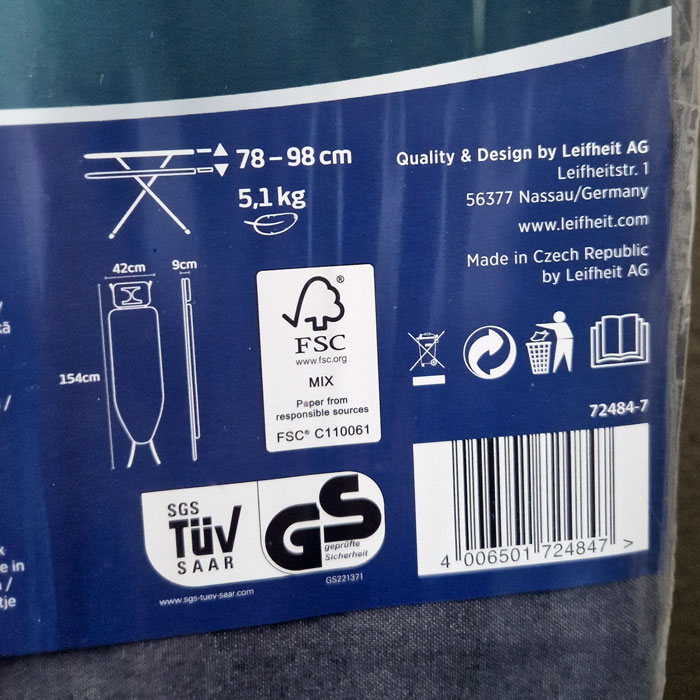 78 – 98 cm
5,1 kg
Quality & Design by Leifheit AG
Leifheitstr. 1
56377 Nassau/Germany
www.leifheit.com
Made in Czech Republic
by Leifheit AG
42cm
9cm
154cm
®
FSC
www.fsc.org
MIX
Paper from
responsible sources
FSC® C110061
72484-7
SGS
TÜV
SAAR
GS
geprüfte
Sicherheit
www.sgs-tuev-saar.com
GS221371
4 006501 724847 >
e in